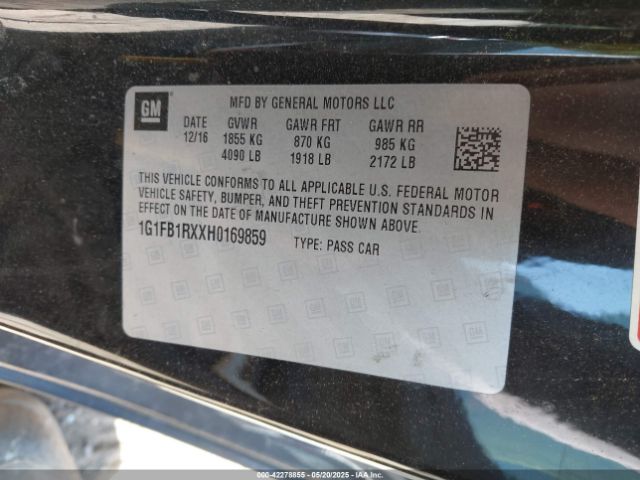 GM
MFD BY GENERAL MOTORS LLC
DATE GVWR GAWR FRT GAWR RR
12/16 1855 KG 870 KG 985 KG
4090 LB 1918 LB 2172 LB
THIS VEHICLE CONFORMS TO ALL APPLICABLE U.S. FEDERAL MOTOR
VEHICLE SAFETY, BUMPER, AND THEFT PREVENTION STANDARDS IN
EFFECT ON THE DATE OF MANUFACTURE SHOWN ABOVE.
1G1FB1RXXH0169859 TYPE: PASS CAR
000-42278855 - 05/20/2025 - IAAI.COM